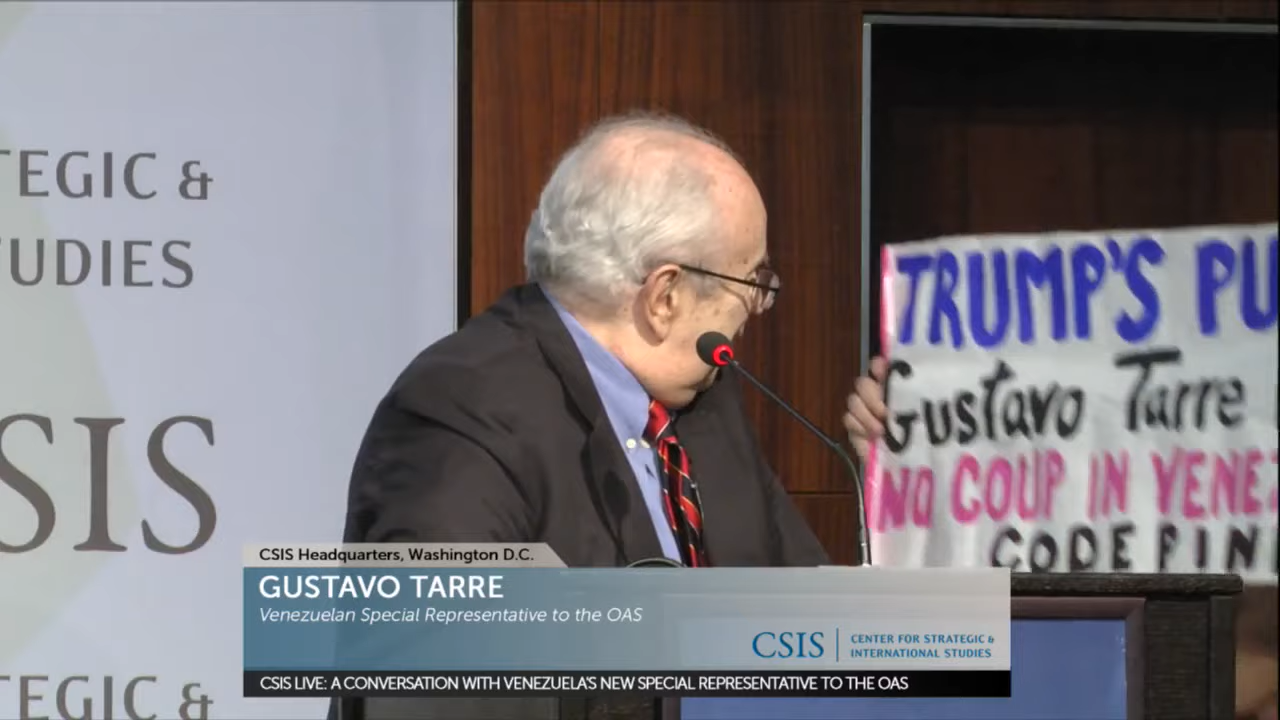 TEGIC &
TUDIES
CSIS
TEGIC &
TRUMP'S PU
Gustavo Tarre
NO COUP IN VENEZ
CODEPIN
CSIS Headquarters, Washington D.C.
GUSTAVO TARRE
Venezuelan Special Representative to the OAS
CSIS
CENTER FOR STRATEGIC &
INTERNATIONAL STUDIES
CSIS LIVE: A CONVERSATION WITH VENEZUELA'S NEW SPECIAL REPRESENTATIVE TO THE OAS